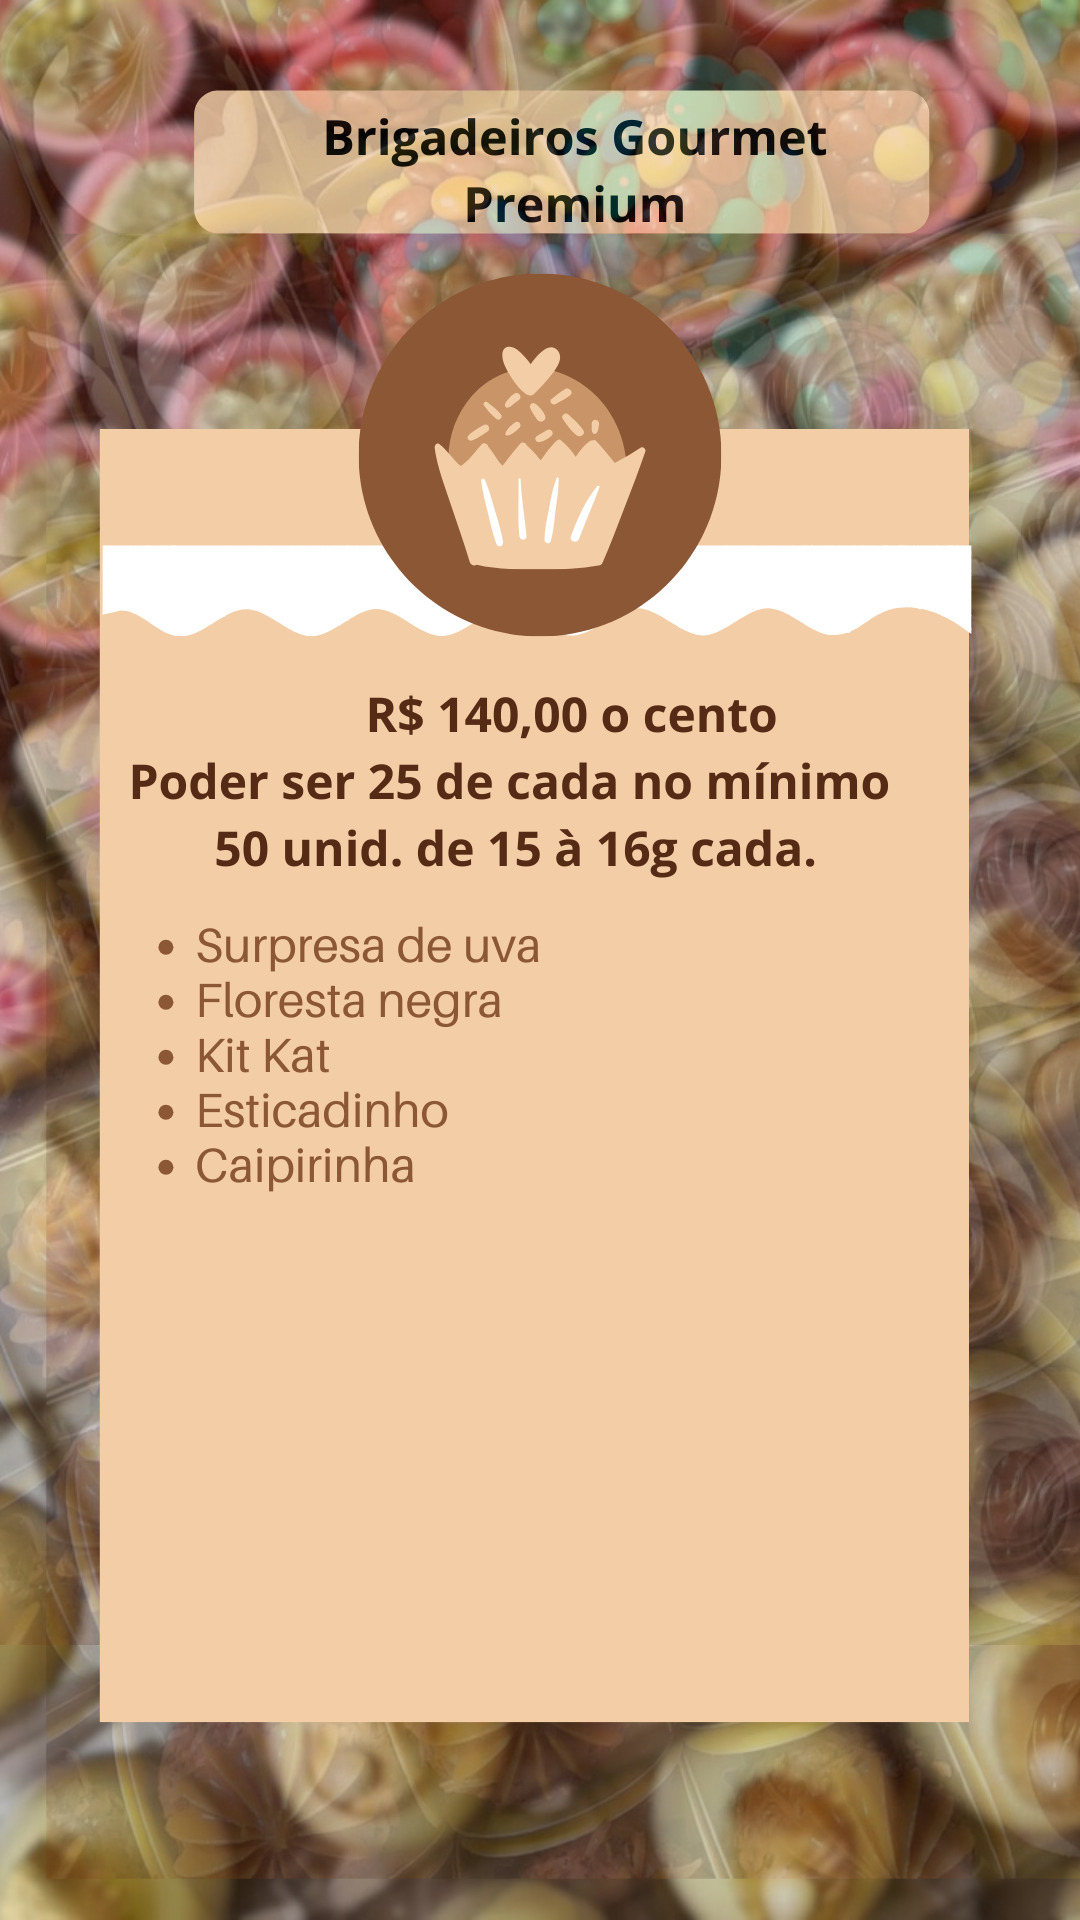 Brigadeiros Gourmet
Premium
R$ 140,00 o cento
Poder ser 25 de cada no mínimo
50 unid. de 15 à 16g cada.
• Surpresa de uva
• Floresta negra
• Kit Kat
• Esticadinho
• Caipirinha